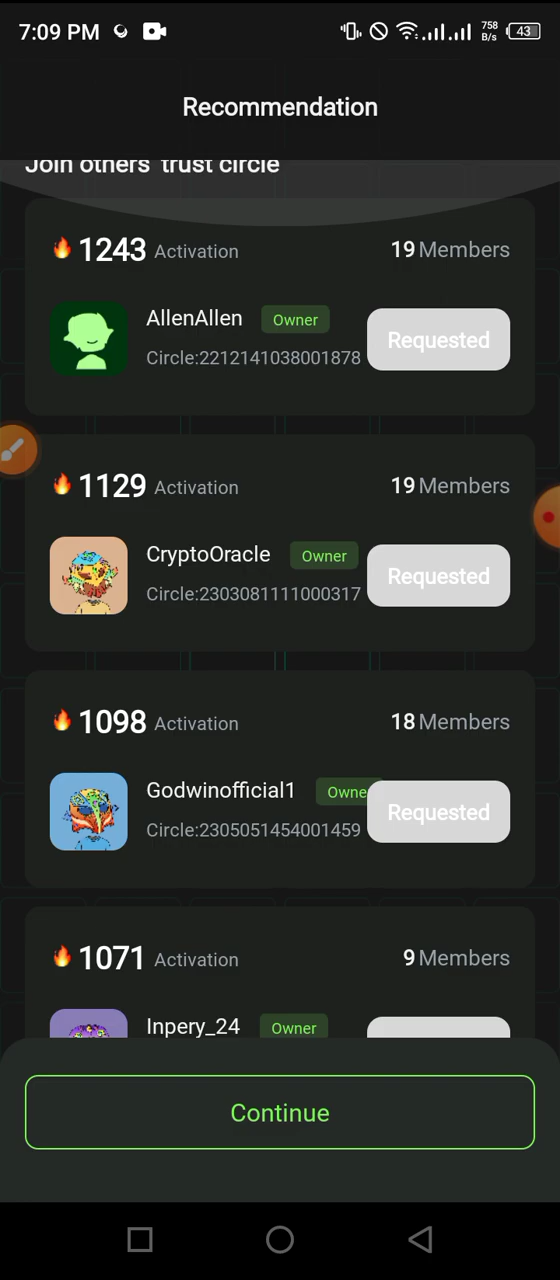 7:09 PM 758 B/s 43
Recommendation
Join others trust circle
1243 Activation 19 Members
AllenAllen Owner
Circle:2212141038001878 Requested
1129 Activation 19 Members
CryptoOracle Owner
Circle:2303081111000317 Requested
1098 Activation 18 Members
Godwinofficial1 Owne
Circle:2305051454001459 Requested
1071 Activation 9 Members
Inpery_24 Owner
Continue